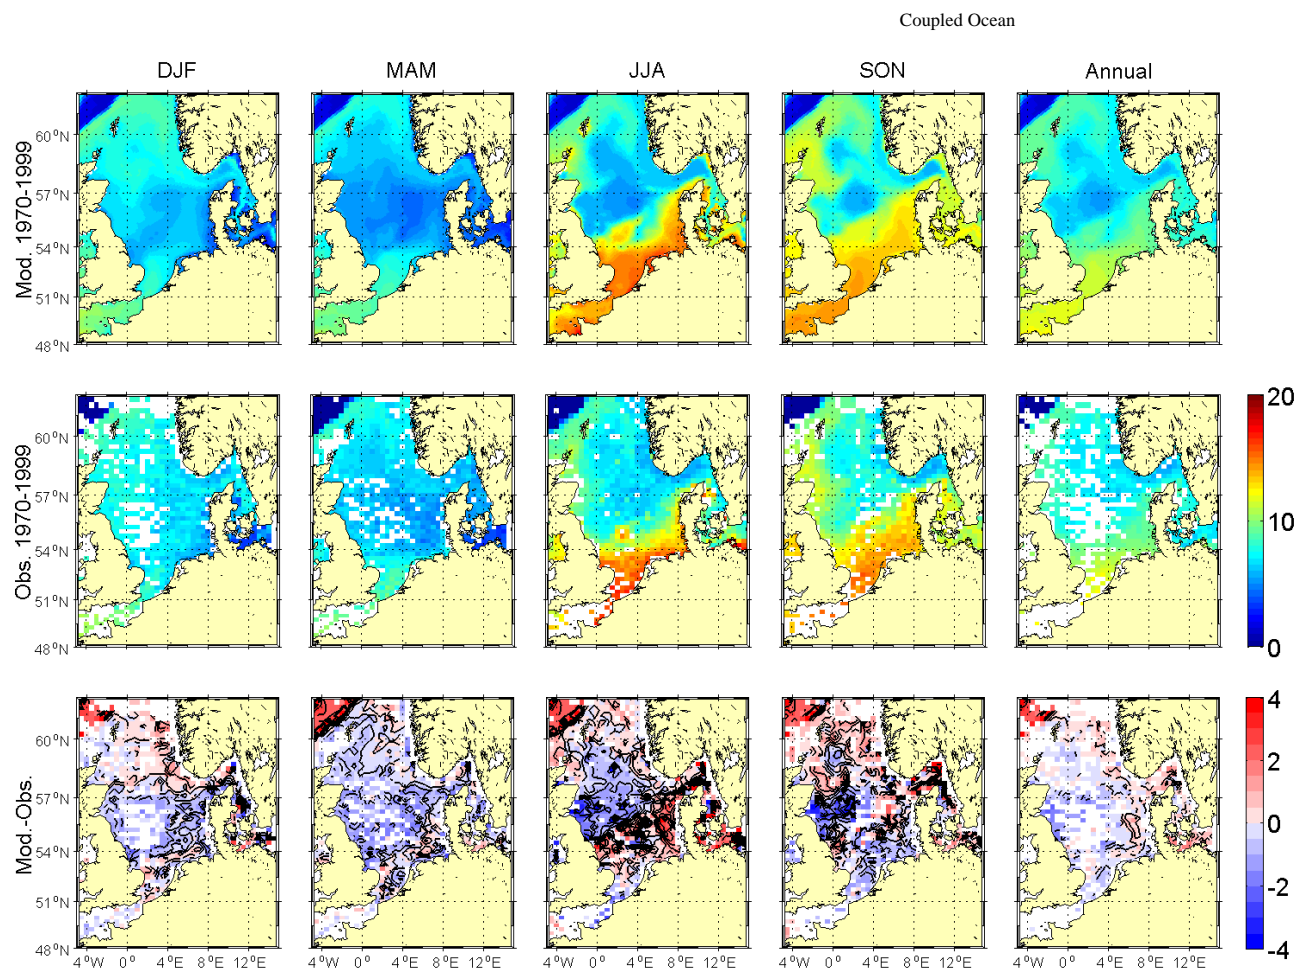 Coupled Ocean
DJF MAM JJA SON Annual
Mod. 1970-1999
60°N
57°N
54°N
51°N
48°N
Obs. 1970-1999
60°N
57°N
54°N
51°N
48°N
20
10
0
Mod.-Obs.
60°N
57°N
54°N
51°N
48°N
4
2
0
-2
-4
4°W 0° 4°E 8°E 12°E 4°W 0° 4°E 8°E 12°E 4°W 0° 4°E 8°E 12°E 4°W 0° 4°E 8°E 12°E 4°W 0° 4°E 8°E 12°E